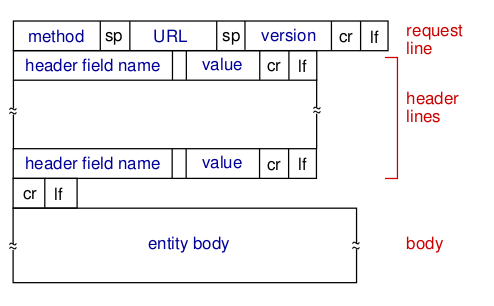 method sp URL sp version cr lf request line
header field name value cr lf
header lines
header field name value cr lf
cr lf
entity body body